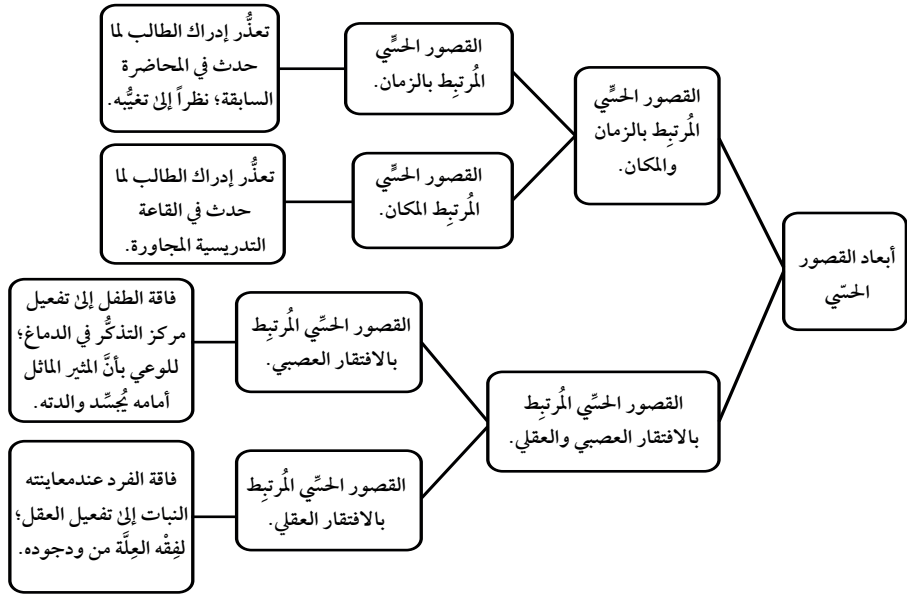 أبعاد القصور
الحسّي
القصور الحسِّي
المُرتبِط بالزمان
والمكان.
القصور الحسِّي
المُرتبِط بالزمان.
تعذُّر إدراك الطالب لما
حدث في المحاضرة
السابقة؛ نظراً إلىٰ تغيُّبه.
القصور الحسِّي
المُرتبِط المكان.
تعذُّر إدراك الطالب لما
حدث في القاعة
التدريسية المجاورة.
القصور الحسِّي المُرتبِط
بالافتقار العصبي والعقلي.
القصور الحسِّي المُرتبِط
بالافتقار العصبي.
فاقة الطفل إلىٰ تفعيل
مركز التذكُّر في الدماغ؛
للوعي بأنَّ المثير الماثل
أمامه يُجسِّد والدته.
القصور الحسِّي المُرتبِط
بالافتقار العقلي.
فاقة الفرد عندمعاينته
النبات إلىٰ تفعيل العقل؛
لفِقْه العِلَّة من ودجوده.